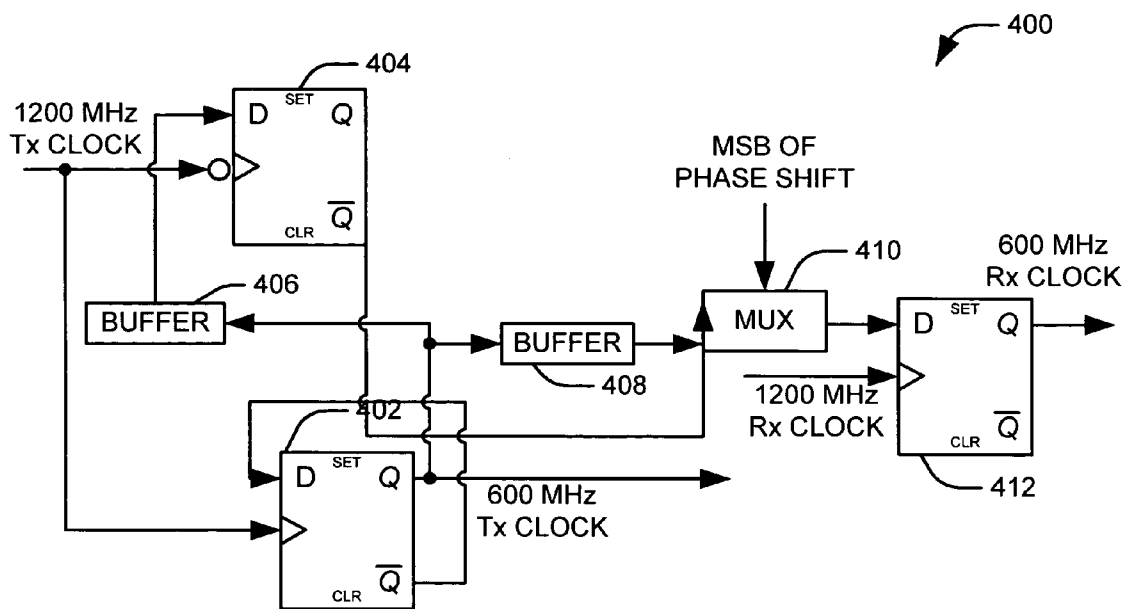 400
404
1200 MHz
Tx CLOCK
D SET Q
Q
CLR
MSB OF
PHASE SHIFT
406
BUFFER
410
MUX
600 MHz
Rx CLOCK
BUFFER
408
D SET Q
1200 MHz
Rx CLOCK
Q
CLR
412
402
D SET Q
600 MHz
Tx CLOCK
Q
CLR